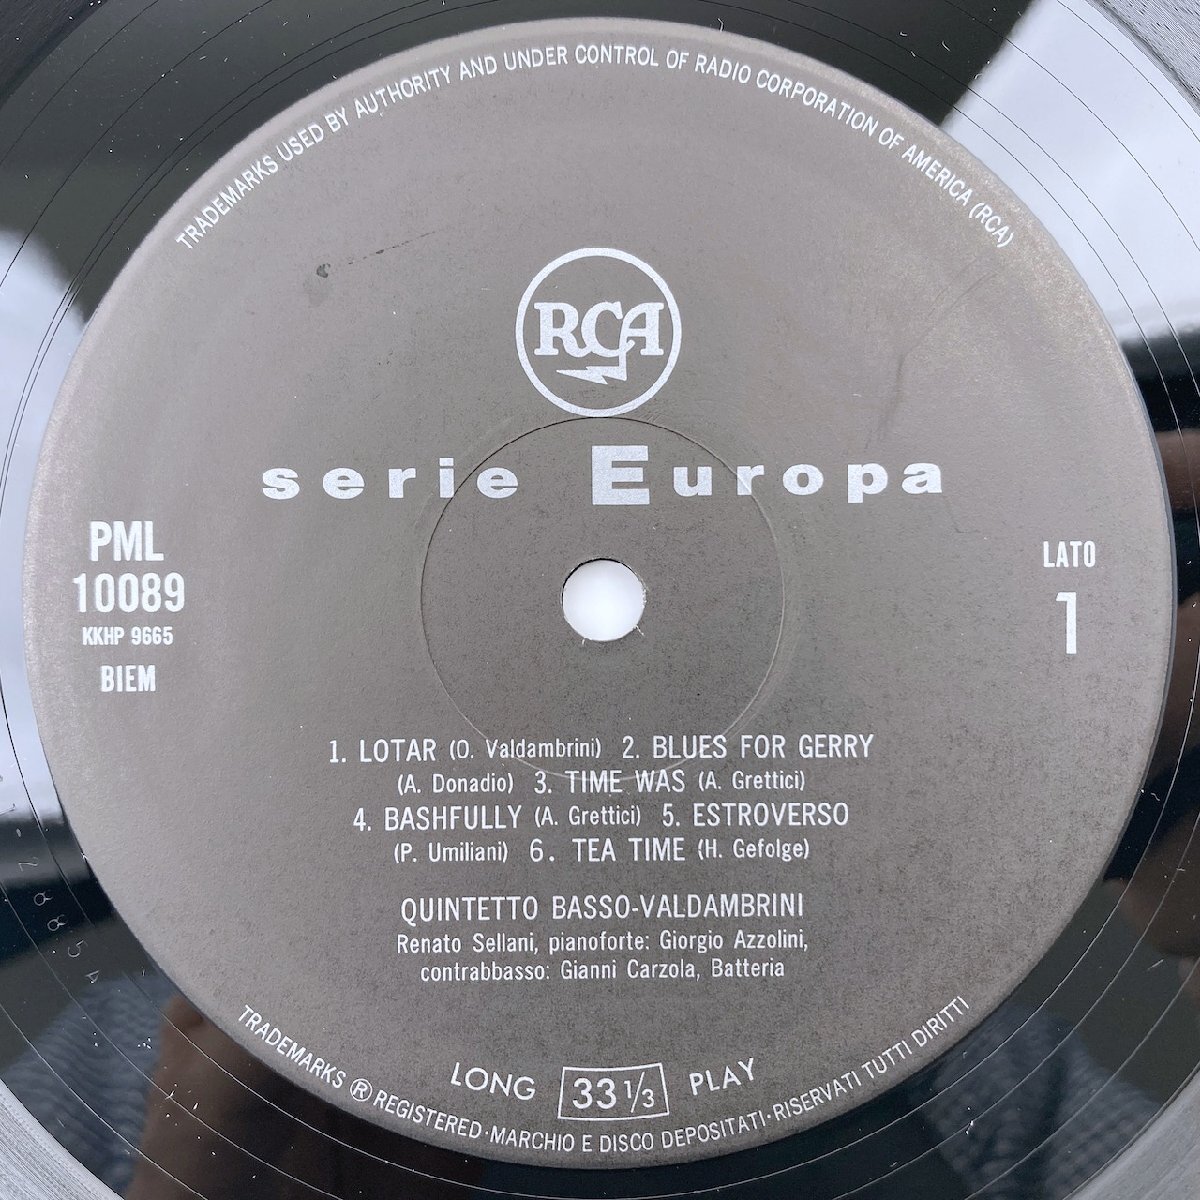 TRADEMARKS USED BY AUTHORITY AND UNDER CONTROL OF RADIO CORPORATION OF AMERICA (RCA)
RCA
serie Europa
PML
10089
KKHP 9665
BIEM
LATO
1
1. LOTAR (O. Valdambrini) 2. BLUES FOR GERRY
(A. Donadio) 3. TIME WAS (A. Grettici)
4. BASHFULLY (A. Grettici) 5. ESTROVERSO
(P. Umiliani) 6. TEA TIME (H. Gefolge)
QUINTETTO BASSO-VALDAMBRINI
Renato Sellani, pianoforte: Giorgio Azzolini,
contrabbasso: Gianni Carzola, Batteria
LONG 33 1/3 PLAY
TRADEMARKS ® REGISTERED · MARCHIO E DISCO DEPOSITATI · RISERVATI TUTTI DIRITTI